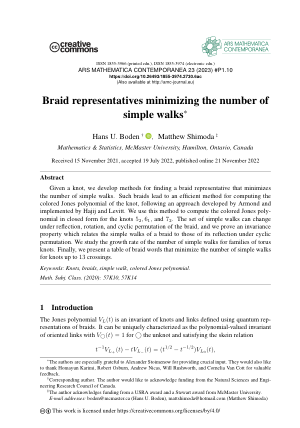 creative commons
ARS MATHEMATICA CONTEMPORANEA
ISSN 1855-3966 (printed edn.), ISSN 1855-3974 (electronic edn.)
ARS MATHEMATICA CONTEMPORANEA 23 (2023) #P1.10
https://doi.org/10.26493/1855-3974.2730.6ac
(Also available at http://amc-journal.eu)
Braid representatives minimizing the number of
simple walks*
Hans U. Boden † , Matthew Shimoda ‡
Mathematics & Statistics, McMaster University, Hamilton, Ontario, Canada
Received 15 November 2021, accepted 19 July 2022, published online 21 November 2022
Abstract
Given a knot, we develop methods for finding a braid representative that minimizes
the number of simple walks. Such braids lead to an efficient method for computing the
colored Jones polynomial of the knot, following an approach developed by Armond and
implemented by Hajij and Levitt. We use this method to compute the colored Jones polynomial
in closed form for the knots 5₂, 6₁, and 7₂. The set of simple walks can change
under reflection, rotation, and cyclic permutation of the braid, and we prove an invariance
property which relates the simple walks of a braid to those of its reflection under cyclic
permutation. We study the growth rate of the number of simple walks for families of torus
knots. Finally, we present a table of braid words that minimize the number of simple walks
for knots up to 13 crossings.
Keywords: Knots, braids, simple walk, colored Jones polynomial.
Math. Subj. Class. (2020): 57K10, 57K14
1 Introduction
The Jones polynomial V_L(t) is an invariant of knots and links defined using quantum representations
of braids. It can be uniquely characterized as the polynomial-valued invariant
of oriented links with V_○(t) = 1 for ○ the unknot and satisfying the skein relation
t⁻¹V_{L₊}(t) − tV_{L₋}(t) = (t^{1/2} − t^{−1/2})V_{L₀}(t),
*The authors are especially grateful to Alexander Stoimenow for providing crucial input. They would also like
to thank Homayun Karimi, Robert Osburn, Andrew Nicas, Will Rushworth, and Cornelia Van Cott for valuable
feedback.
†Corresponding author. The author would like to acknowledge funding from the Natural Sciences and Engineering
Research Council of Canada.
‡The author acknowledges funding from a USRA award and a Stewart award from McMaster University.
E-mail addresses: boden@mcmaster.ca (Hans U. Boden), matthshimoda@hotmail.com (Matthew Shimoda)
This work is licensed under https://creativecommons.org/licenses/by/4.0/